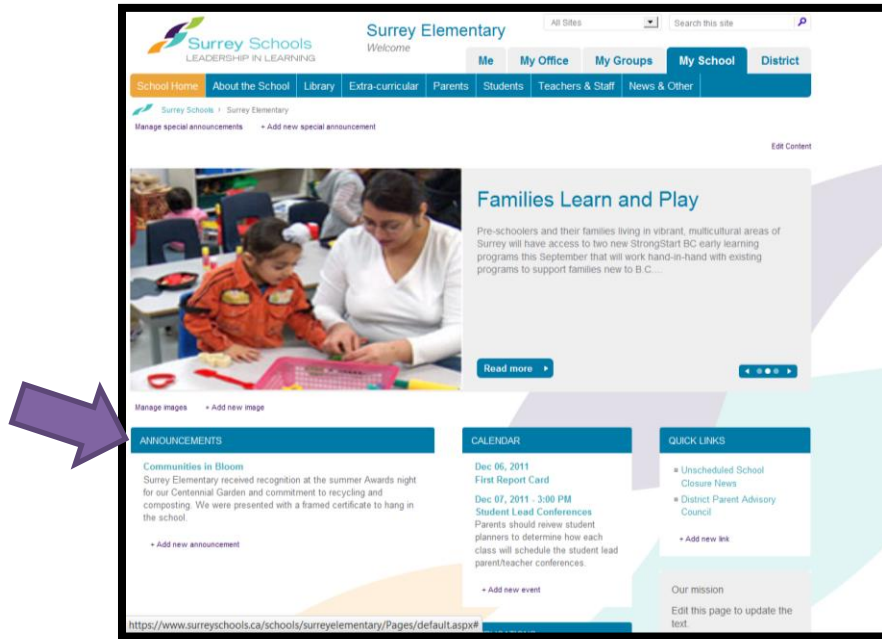 Surrey Schools
LEADERSHIP IN LEARNING
Surrey Elementary
Welcome
All Sites
Search this site
Me My Office My Groups My School District
School Home About the School Library Extra-curricular Parents Students Teachers & Staff News & Other
Surrey Schools › Surrey Elementary
Manage special announcements + Add new special announcement
Edit Content
Families Learn and Play
Pre-schoolers and their families living in vibrant, multicultural areas of
Surrey will have access to two new StrongStart BC early learning
programs this September that will work hand-in-hand with existing
programs to support families new to B.C....
Read more
Manage images + Add new image
ANNOUNCEMENTS
Communities in Bloom
Surrey Elementary received recognition at the summer Awards night
for our Centennial Garden and commitment to recycling and
composting. We were presented with a framed certificate to hang in
the school.
+ Add new announcement
CALENDAR
Dec 06, 2011
First Report Card
Dec 07, 2011 - 3:00 PM
Student Lead Conferences
Parents should reivew student
planners to determine how each
class will schedule the student lead
parent/teacher conferences.
+ Add new event
QUICK LINKS
Unscheduled School
Closure News
District Parent Advisory
Council
+ Add new link
Our mission
Edit this page to update the
text.
https://www.surreyschools.ca/schools/surreyelementary/Pages/default.aspx#